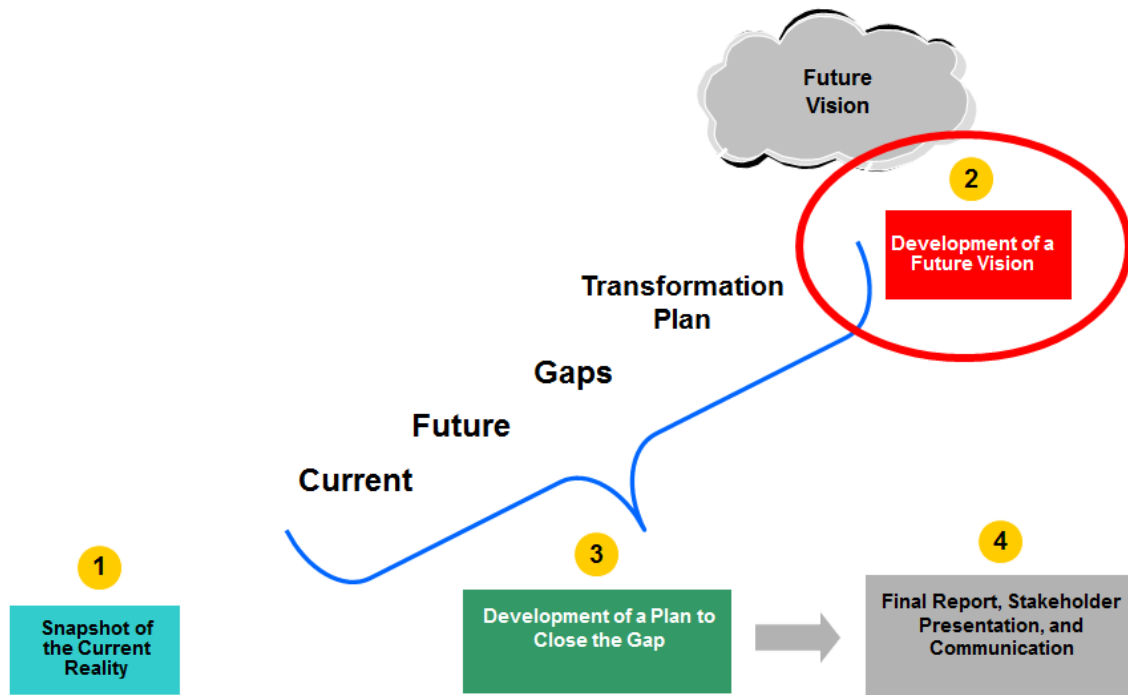 Future
Vision
2
Development of a
Future Vision
Transformation
Plan
Gaps
Future
Current
1
Snapshot of
the Current
Reality
3
Development of a Plan to
Close the Gap
4
Final Report, Stakeholder
Presentation, and
Communication